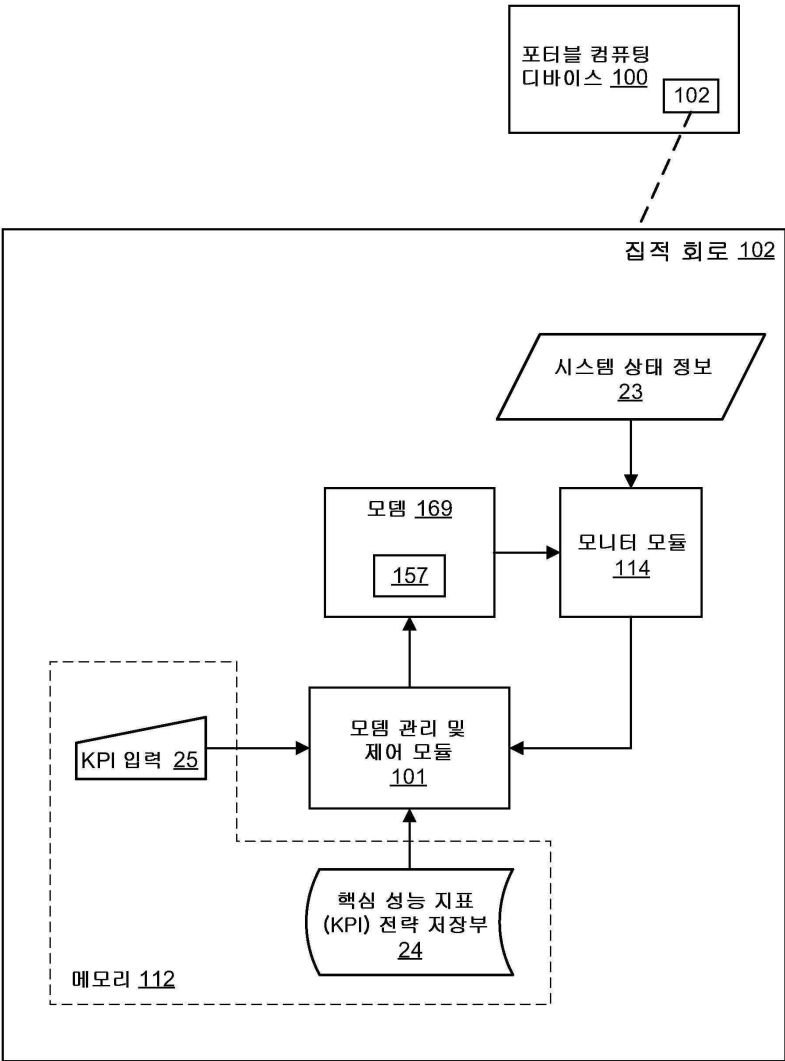 포터블 컴퓨팅
디바이스 100
102
집적 회로 102
시스템 상태 정보
23
모뎀 169
157
모니터 모듈
114
모뎀 관리 및
제어 모듈
101
KPI 입력 25
핵심 성능 지표
(KPI) 전략 저장부
24
메모리 112